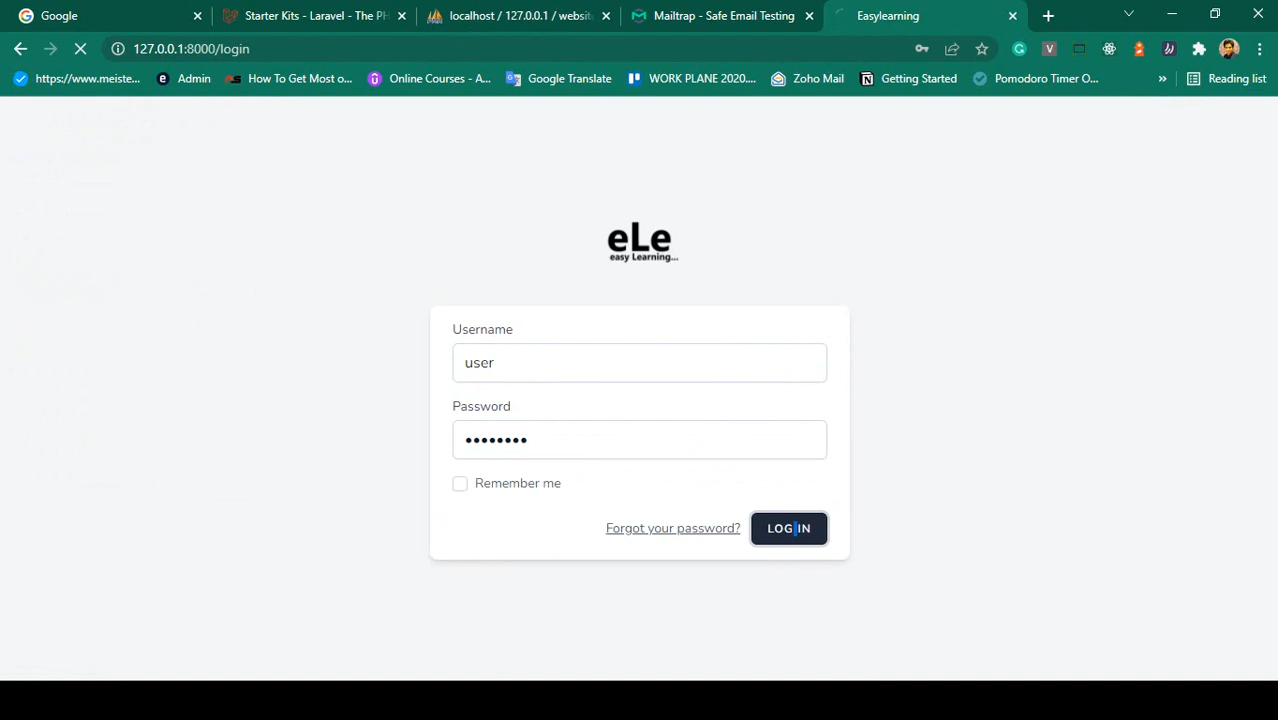 Google
Starter Kits - Laravel - The PH
localhost / 127.0.0.1 / websit
Mailtrap - Safe Email Testing
Easylearning
127.0.0.1:8000/login
https://www.meiste...
Admin
How To Get Most o...
Online Courses - A...
Google Translate
WORK PLANE 2020....
Zoho Mail
Getting Started
Pomodoro Timer O...
»
Reading list
eLe
easy Learning...
Username
user
Password
••••••••
Remember me
Forgot your password?
LOG IN